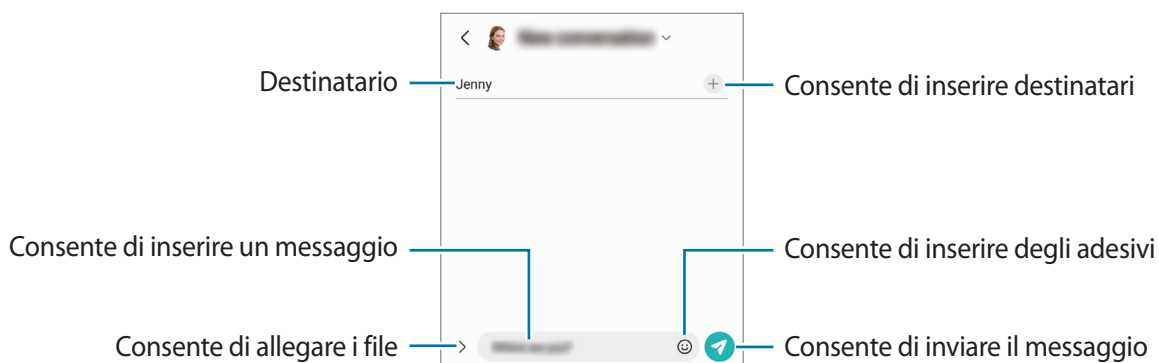 Destinatario
Jenny
Consente di inserire destinatari
Consente di inserire un messaggio
Consente di inserire degli adesivi
Consente di allegare i file
Consente di inviare il messaggio